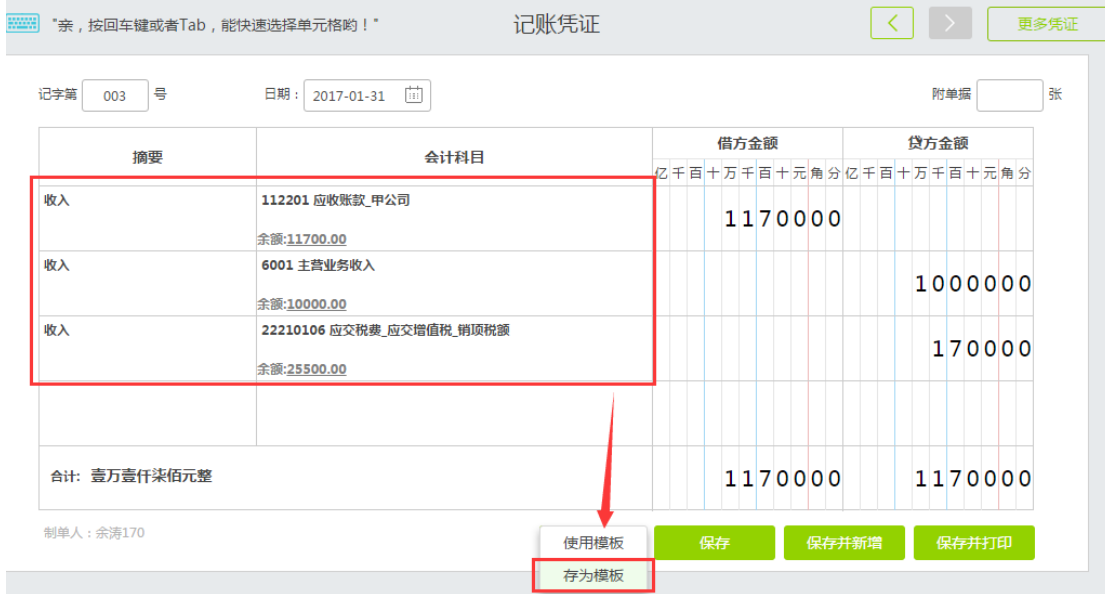 "亲，按回车键或者Tab，能快速选择单元格哟！" 记账凭证 更多凭证
记字第 003 号 日期： 2017-01-31 附单据 张
摘要 会计科目 借方金额 贷方金额
亿千百十万千百十元角分 亿千百十万千百十元角分
收入 112201 应收账款_甲公司
1170000
余额:11700.00
收入 6001 主营业务收入
1000000
余额:10000.00
收入 22210106 应交税费_应交增值税_销项税额
170000
余额:25500.00
合计: 壹万壹仟柒佰元整 1170000 1170000
制单人：余涛170
使用模板 保存 保存并新增 保存并打印
存为模板